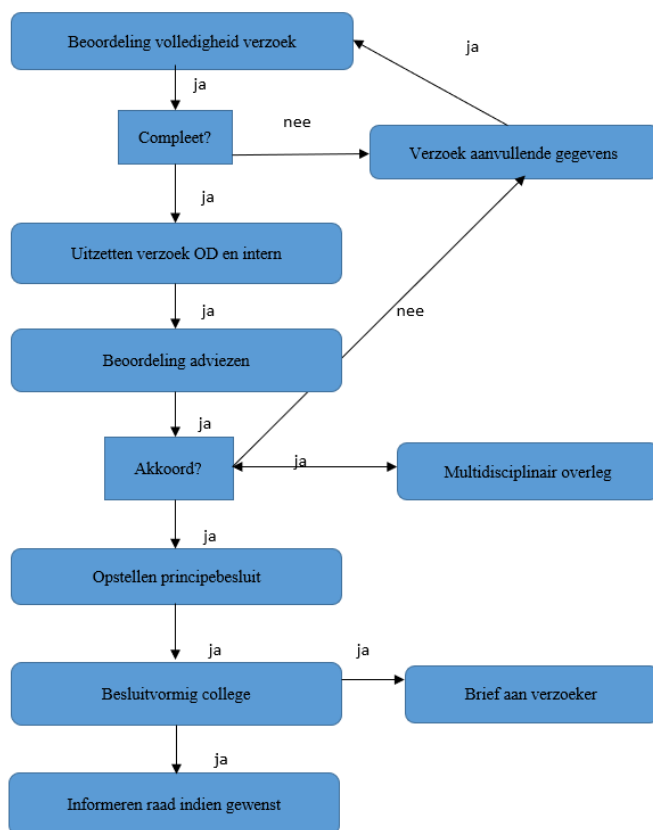 Beoordeling volledigheid verzoek
ja
ja
Compleet?
nee
Verzoek aanvullende gegevens
ja
Uitzetten verzoek OD en intern
ja
nee
Beoordeling adviezen
ja
Akkoord?
ja
Multidisciplinair overleg
ja
Opstellen principebesluit
ja
ja
Besluitvormig college
Brief aan verzoeker
ja
Informeren raad indien gewenst